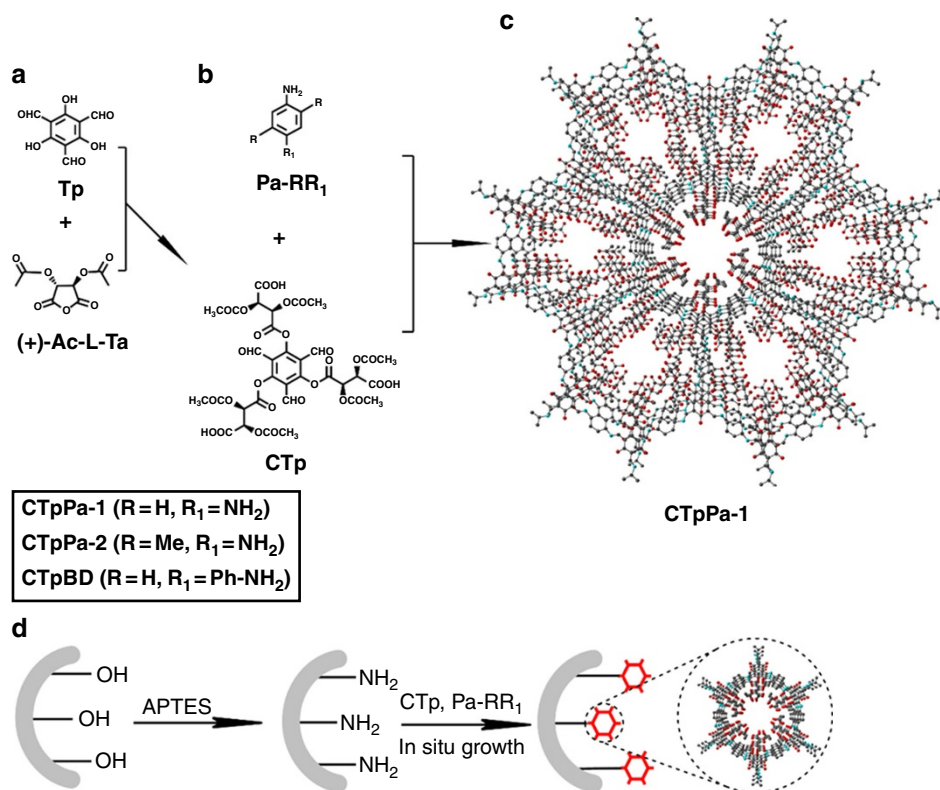 a
OH
OHC
CHO
HO
OH
CHO
Tp
+
O
O
O
O
O
O
O
(+)-Ac-L-Ta
b
NH₂
R
R
R₁
Pa-RR₁
+
COOH
H₃COCO
OCOCH₃
O
O
OHC
CHO
O
OCOCH₃
O
O
COOH
OCOCH₃
CHO
O
H₃COCO
O
HOOC
OCOCH₃
CTp
CTpPa-1 (R=H, R₁=NH₂)
CTpPa-2 (R=Me, R₁=NH₂)
CTpBD (R=H, R₁=Ph-NH₂)
c
CTpPa-1
d
OH
OH
OH
APTES
NH₂
NH₂
NH₂
CTp, Pa-RR₁
In situ growth